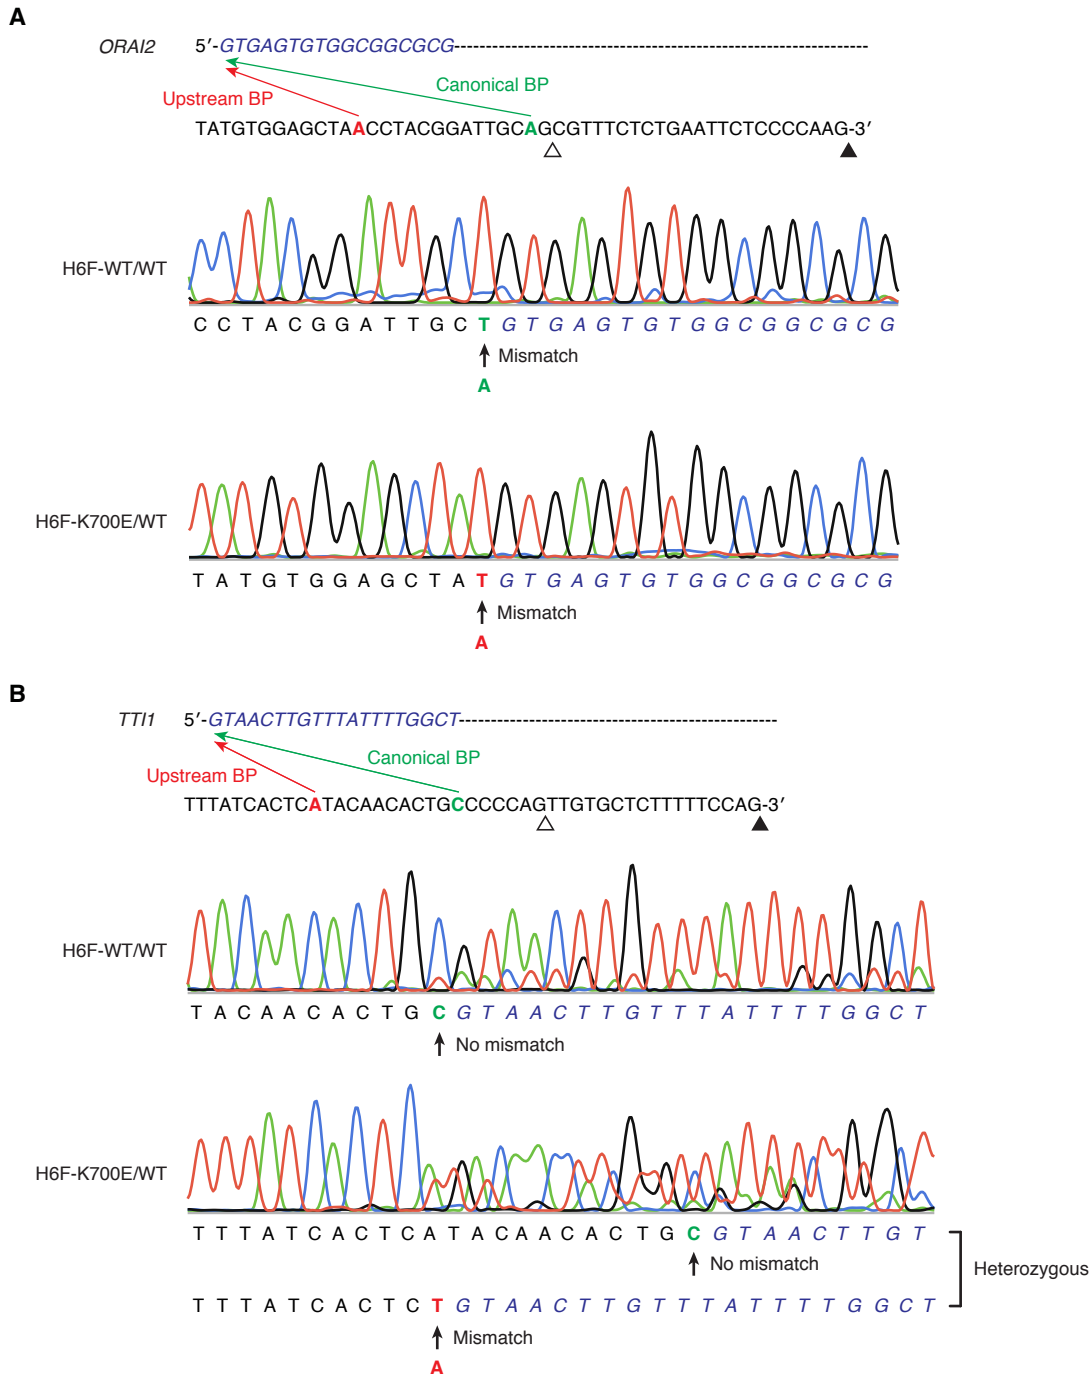 A
ORAI2 5′-GTGAGTGTGGCGGCGCG
Canonical BP
Upstream BP
TATGTGGAGCTAACCTACGGATTGCAGCGTTTCTCTGAATTCTCCCCAAG-3′
H6F-WT/WT
C C T A C G G A T T G C T G T G A G T G T G G C G G C G C G
Mismatch
A
H6F-K700E/WT
T A T G T G G A G C T A T G T G A G T G T G G C G G C G C G
Mismatch
A
B
TTI1 5′-GTAACTTGTTTATTTTGGCT
Canonical BP
Upstream BP
TTTATCACTCATACAACACTGCCCCCAGTTGTGCTCTTTTTCCAG-3′
H6F-WT/WT
T A C A A C A C T G C G T A A C T T G T T T A T T T T G G C T
No mismatch
H6F-K700E/WT
T T T A T C A C T C A T A C A A C A C T G C G T A A C T T G T
No mismatch
Heterozygous
T T T A T C A C T C T G T A A C T T G T T T A T T T T G G C T
Mismatch
A